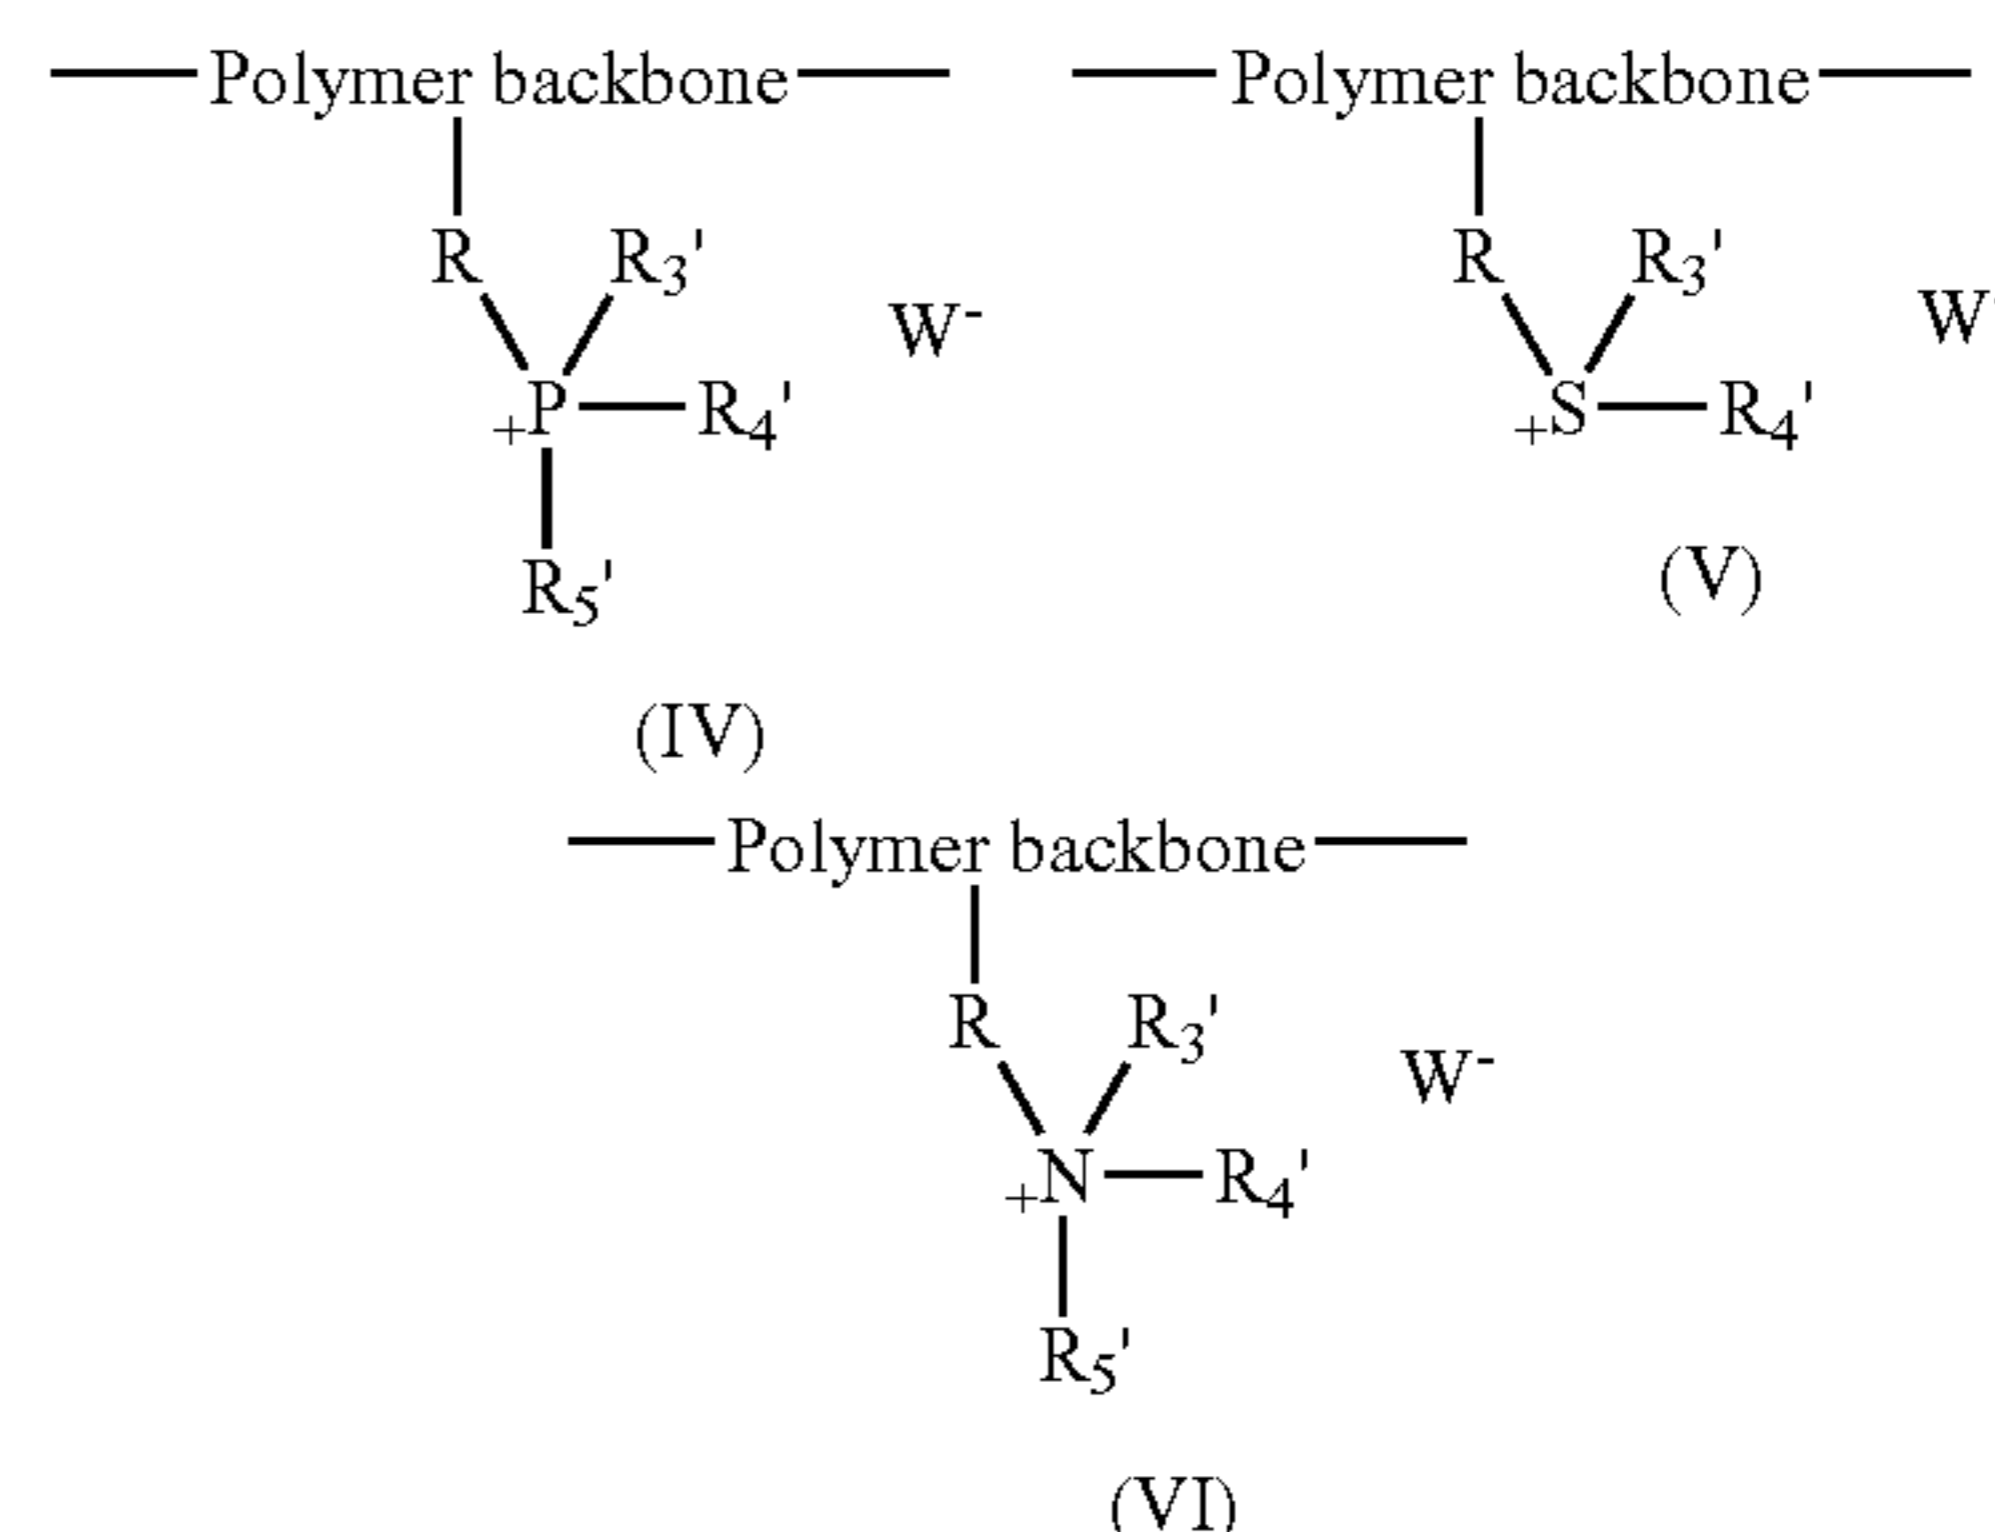 Polymer backbone
R R₃'
W⁻
+P R₄'
R₅'
(IV)
Polymer backbone
R R₃'
W
+S R₄'
(V)
Polymer backbone
R R₃'
W⁻
+N R₄'
R₅'
(VI)